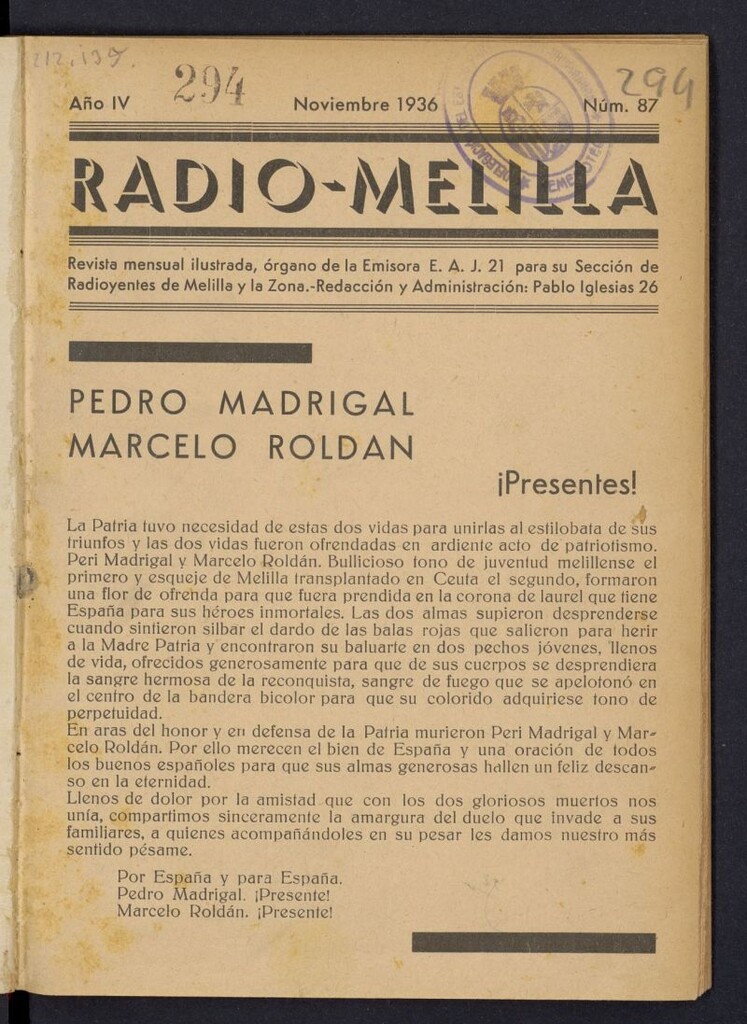 212.139.
294
294
Año IV Noviembre 1936 Núm. 87
RADIO-MELILLA
Revista mensual ilustrada, órgano de la Emisora E. A. J. 21 para su Sección de
Radioyentes de Melilla y la Zona.-Redacción y Administración: Pablo Iglesias 26
PEDRO MADRIGAL
MARCELO ROLDAN
¡Presentes!
La Patria tuvo necesidad de estas dos vidas para unirlas al estilobata de sus
triunfos y las dos vidas fueron ofrendadas en ardiente acto de patriotismo.
Peri Madrigal y Marcelo Roldán. Bullicioso tono de juventud melillense el
primero y esqueje de Melilla transplantado en Ceuta el segundo, formaron
una flor de ofrenda para que fuera prendida en la corona de laurel que tiene
España para sus héroes inmortales. Las dos almas supieron desprenderse
cuando sintieron silbar el dardo de las balas rojas que salieron para herir
a la Madre Patria y encontraron su baluarte en dos pechos jóvenes, llenos
de vida, ofrecidos generosamente para que de sus cuerpos se desprendiera
la sangre hermosa de la reconquista, sangre de fuego que se apelotonó en
el centro de la bandera bicolor para que su colorido adquiriese tono de
perpetuidad.
En aras del honor y en defensa de la Patria murieron Peri Madrigal y Mar-
celo Roldán. Por ello merecen el bien de España y una oración de todos
los buenos españoles para que sus almas generosas hallen un feliz descan-
so en la eternidad.
Llenos de dolor por la amistad que con los dos gloriosos muertos nos
unía, compartimos sinceramente la amargura del duelo que invade a sus
familiares, a quienes acompañándoles en su pesar les damos nuestro más
sentido pésame.
Por España y para España.
Pedro Madrigal. ¡Presente!
Marcelo Roldán. ¡Presente!